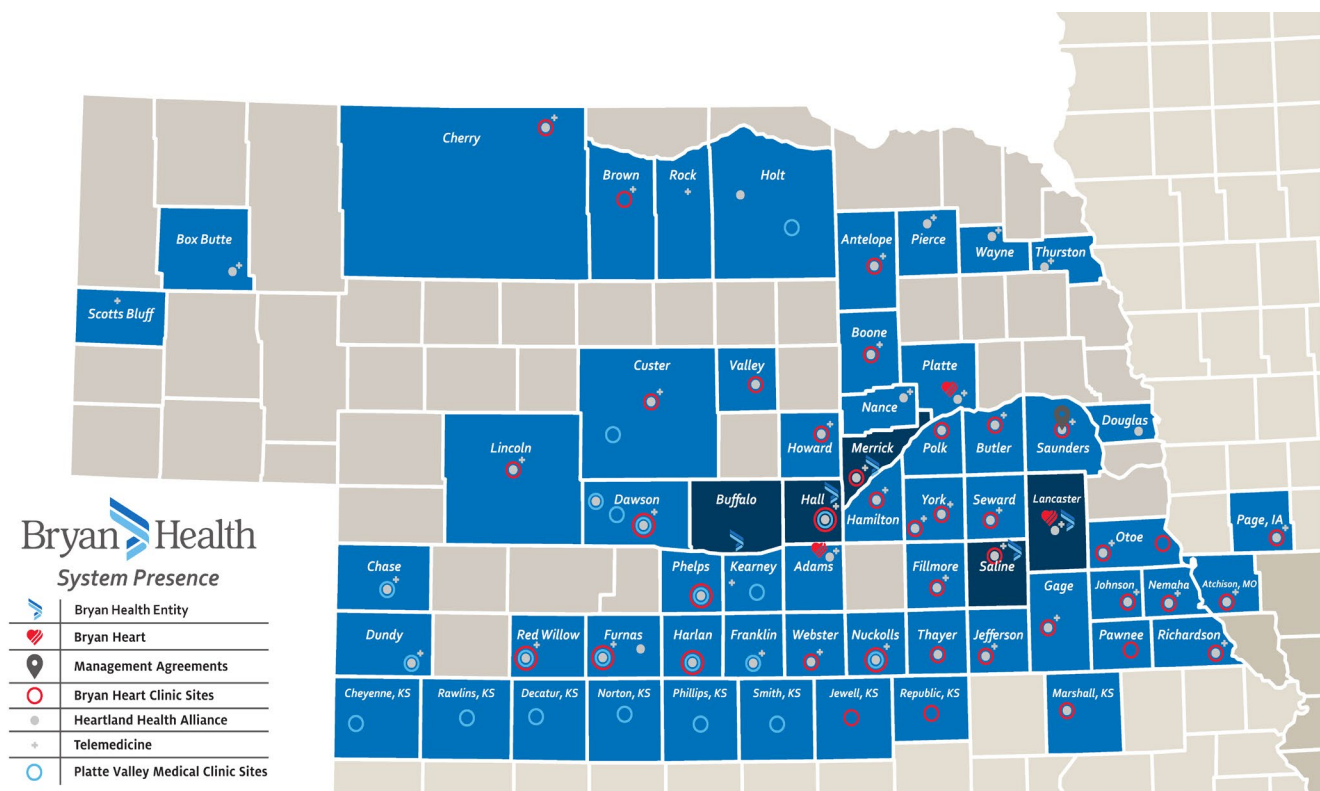 Cherry
Brown
Rock
Holt
Box Butte
Antelope
Pierce
Wayne
Thurston
Scotts Bluff
Boone
Custer
Valley
Platte
Nance
Douglas
Lincoln
Howard
Merrick
Polk
Butler
Saunders
Dawson
Buffalo
Hall
Hamilton
York
Seward
Lancaster
Otoe
Page, IA
Chase
Phelps
Kearney
Adams
Fillmore
Saline
Gage
Johnson
Nemaha
Atchison, MO
Dundy
Red Willow
Furnas
Harlan
Franklin
Webster
Nuckolls
Thayer
Jefferson
Pawnee
Richardson
Cheyenne, KS
Rawlins, KS
Decatur, KS
Norton, KS
Phillips, KS
Smith, KS
Jewell, KS
Republic, KS
Marshall, KS
Bryan Health
System Presence
Bryan Health Entity
Bryan Heart
Management Agreements
Bryan Heart Clinic Sites
Heartland Health Alliance
Telemedicine
Platte Valley Medical Clinic Sites